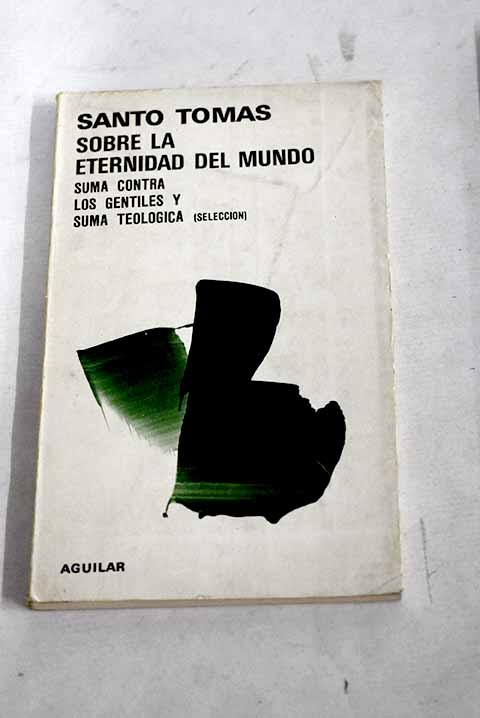 SANTO TOMAS
SOBRE LA
ETERNIDAD DEL MUNDO
SUMA CONTRA
LOS GENTILES Y
SUMA TEOLOGICA (SELECCION)
AGUILAR